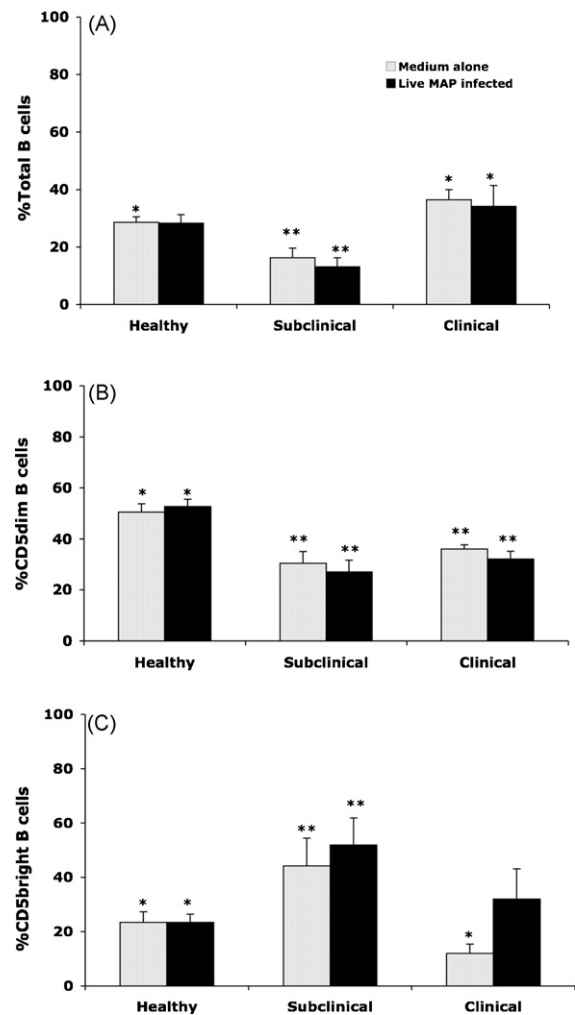 (A)
Medium alone
Live MAP infected
%Total B cells
100
80
60
40
20
0
*
** **
* *
Healthy Subclinical Clinical
(B)
%CD5dim B cells
100
80
60
40
20
0
* *
** **
** **
Healthy Subclinical Clinical
(C)
%CD5bright B cells
100
80
60
40
20
0
* *
** **
*
Healthy Subclinical Clinical